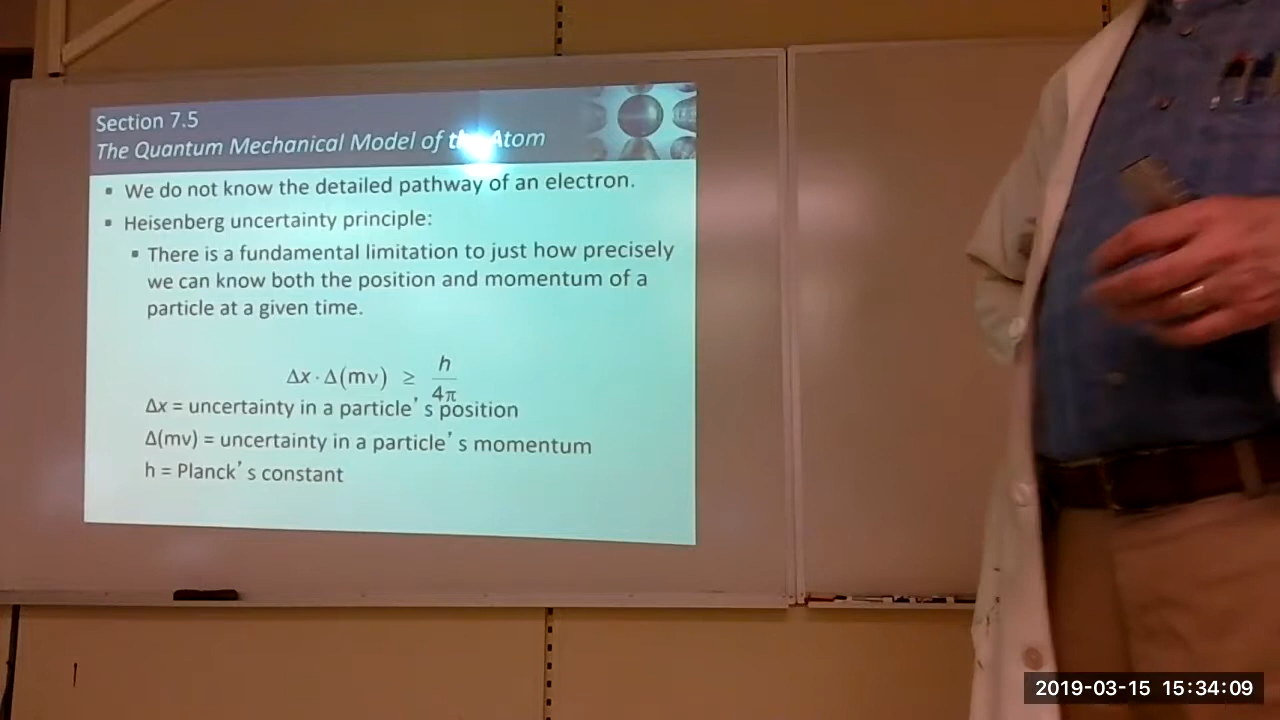 Section 7.5
The Quantum Mechanical Model of the Atom
▪ We do not know the detailed pathway of an electron.
▪ Heisenberg uncertainty principle:
▪ There is a fundamental limitation to just how precisely
we can know both the position and momentum of a
particle at a given time.
Δx · Δ(mv) ≥ h/4π
Δx = uncertainty in a particle's position
Δ(mv) = uncertainty in a particle's momentum
h = Planck's constant
2019-03-15 15:34:09